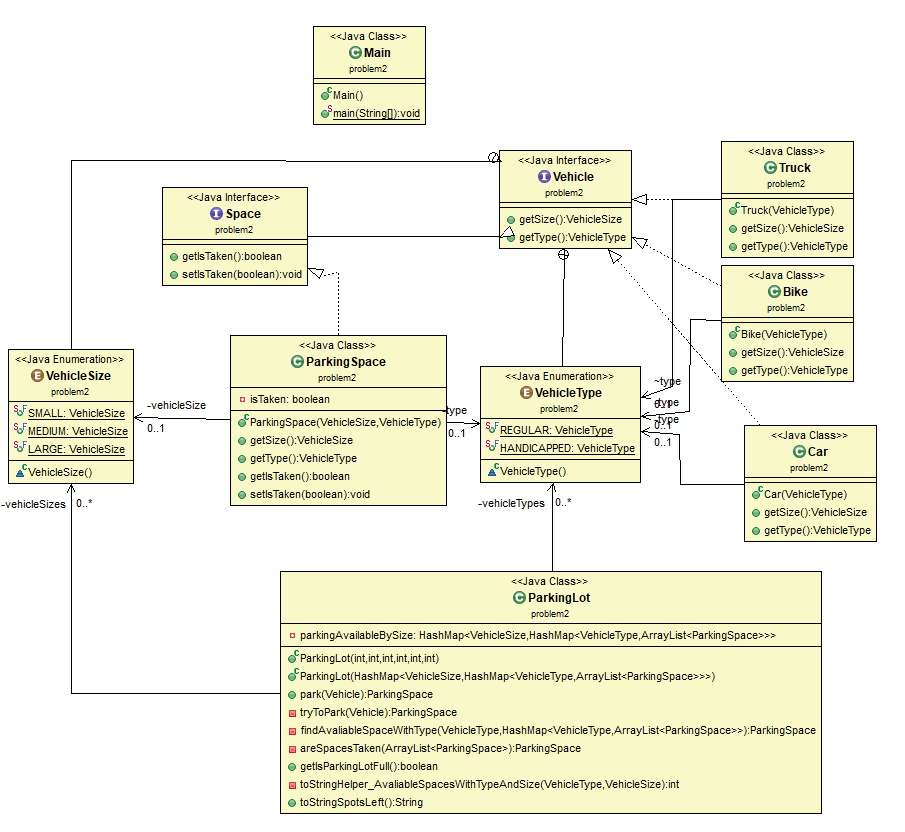 <<Java Class>>
Main
problem2
Main()
main(String[]):void
<<Java Interface>>
Vehicle
problem2
getSize():VehicleSize
getType():VehicleType
<<Java Class>>
Truck
problem2
Truck(VehicleType)
getSize():VehicleSize
getType():VehicleType
<<Java Interface>>
Space
problem2
getIsTaken():boolean
setIsTaken(boolean):void
<<Java Class>>
Bike
problem2
Bike(VehicleType)
getSize():VehicleSize
getType():VehicleType
<<Java Enumeration>>
VehicleSize
problem2
SMALL: VehicleSize
MEDIUM: VehicleSize
LARGE: VehicleSize
VehicleSize()
-vehicleSize
0..1
<<Java Class>>
ParkingSpace
problem2
isTaken: boolean
ParkingSpace(VehicleSize,VehicleType)
getSize():VehicleSize
getType():VehicleType
getIsTaken():boolean
setIsTaken(boolean):void
-type
0..1
<<Java Enumeration>>
VehicleType
problem2
REGULAR: VehicleType
HANDICAPPED: VehicleType
VehicleType()
~type
0..1
~type
0..1
~type
0..1
<<Java Class>>
Car
problem2
Car(VehicleType)
getSize():VehicleSize
getType():VehicleType
-vehicleSizes
0..*
-vehicleTypes
0..*
<<Java Class>>
ParkingLot
problem2
parkingAvailableBySize: HashMap<VehicleSize,HashMap<VehicleType,ArrayList<ParkingSpace>>>
ParkingLot(int,int,int,int,int,int)
ParkingLot(HashMap<VehicleSize,HashMap<VehicleType,ArrayList<ParkingSpace>>>)
park(Vehicle):ParkingSpace
tryToPark(Vehicle):ParkingSpace
findAvaliableSpaceWithType(VehicleType,HashMap<VehicleType,ArrayList<ParkingSpace>>):ParkingSpace
areSpacesTaken(ArrayList<ParkingSpace>):ParkingSpace
getIsParkingLotFull():boolean
toStringHelper_AvaliableSpacesWithTypeAndSize(VehicleType,VehicleSize):int
toStringSpotsLeft():String